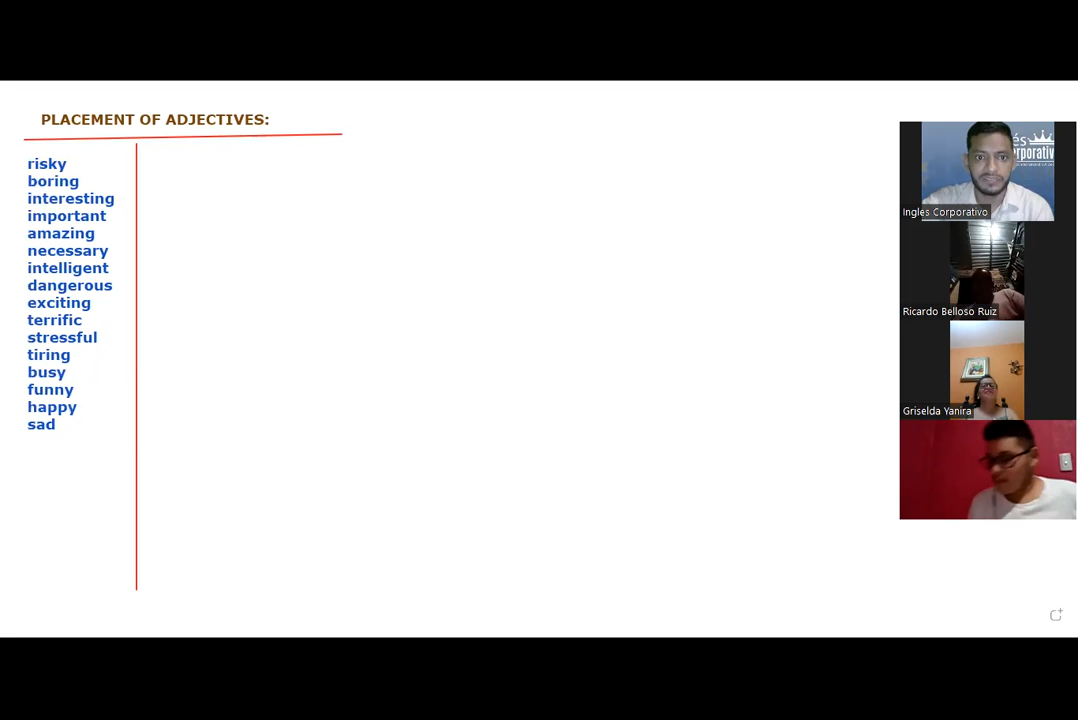 PLACEMENT OF ADJECTIVES:
risky
boring
interesting
important
amazing
necessary
intelligent
dangerous
exciting
terrific
stressful
tiring
busy
funny
happy
sad
Inglés Corporativo
Ricardo Belloso Ruiz
Griselda Yanira